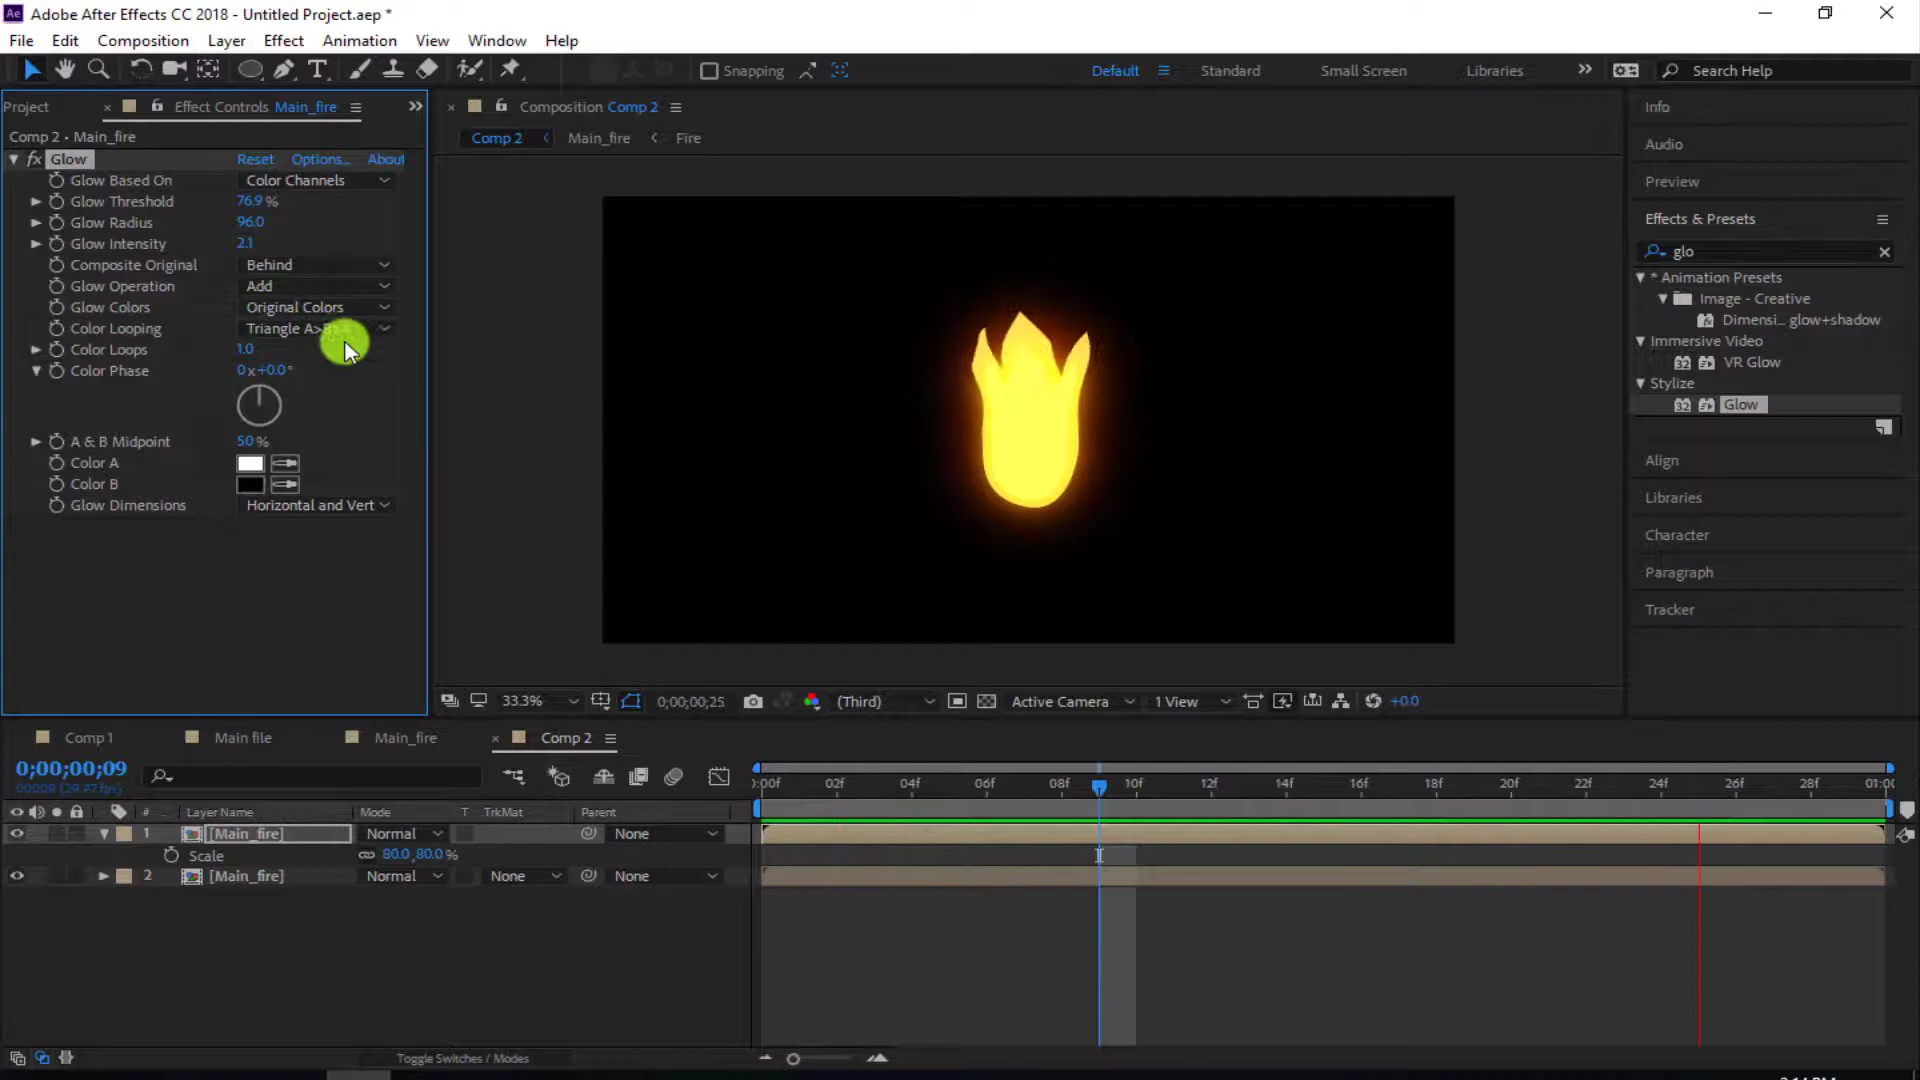 Adobe After Effects CC 2018 - Untitled Project.aep *
File Edit Composition Layer Effect Animation View Window Help
Snapping Default Standard Small Screen Libraries Search Help
Project Effect Controls Main_fire
Comp 2 • Main_fire
fx Glow Reset Options... About
Glow Based On Color Channels
Glow Threshold 76.9 %
Glow Radius 96.0
Glow Intensity 2.1
Composite Original Behind
Glow Operation Add
Glow Colors Original Colors
Color Looping Triangle A>B
Color Loops 1.0
Color Phase 0 x +0.0 °
A & B Midpoint 50 %
Color A
Color B
Glow Dimensions Horizontal and Vert
Composition Comp 2
Comp 2 Main_fire Fire
33.3% 0;00;00;25 (Third) Active Camera 1 View +0.0
Info
Audio
Preview
Effects & Presets
glo
* Animation Presets
Image - Creative
Dimensi... glow+shadow
Immersive Video
32 VR Glow
Stylize
32 Glow
Align
Libraries
Character
Paragraph
Tracker
Comp 1 Main file Main_fire Comp 2
0;00;00;09
00009 (29.97 fps)
:00f 02f 04f 06f 08f 10f 12f 14f 16f 18f 20f 22f 24f 26f 28f 01:0
# Layer Name Mode T TrkMat Parent
1 [Main_fire] Normal None
Scale 80.0,80.0 %
2 [Main_fire] Normal None None
Toggle Switches / Modes